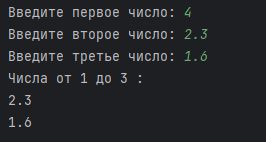 Введите первое число: 4
Введите второе число: 2.3
Введите третье число: 1.6
Числа от 1 до 3 :
2.3
1.6